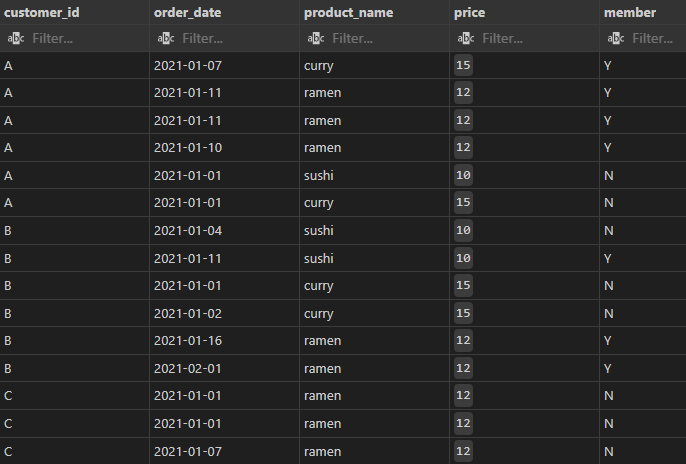 customer_id order_date product_name price member
abc Filter... abc Filter... abc Filter... abc Filter... abc Filter...
A 2021-01-07 curry 15 Y
A 2021-01-11 ramen 12 Y
A 2021-01-11 ramen 12 Y
A 2021-01-10 ramen 12 Y
A 2021-01-01 sushi 10 N
A 2021-01-01 curry 15 N
B 2021-01-04 sushi 10 N
B 2021-01-11 sushi 10 Y
B 2021-01-01 curry 15 N
B 2021-01-02 curry 15 N
B 2021-01-16 ramen 12 Y
B 2021-02-01 ramen 12 Y
C 2021-01-01 ramen 12 N
C 2021-01-01 ramen 12 N
C 2021-01-07 ramen 12 N